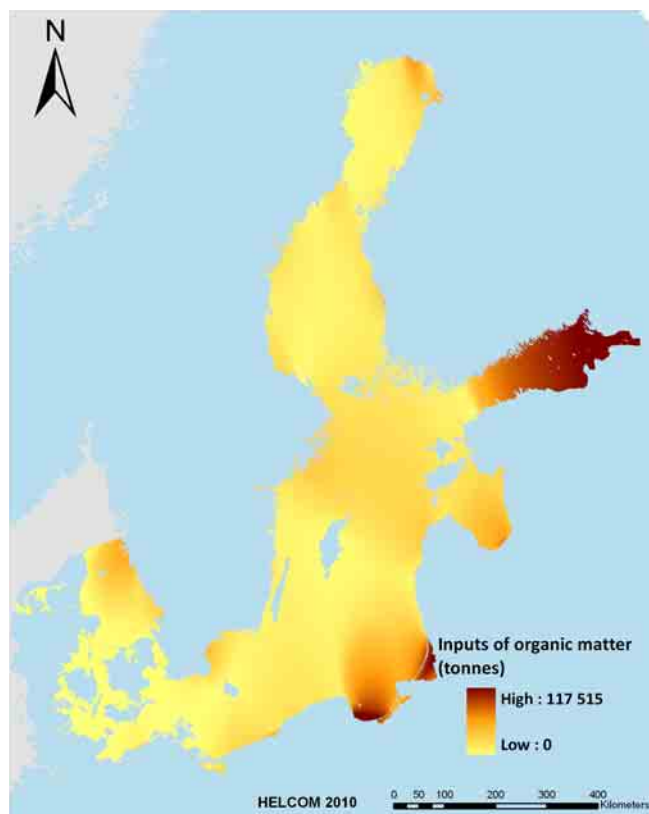 N
Inputs of organic matter
(tonnes)
High : 117 515
Low : 0
HELCOM 2010
0 50 100 200 300 400
Kilometers